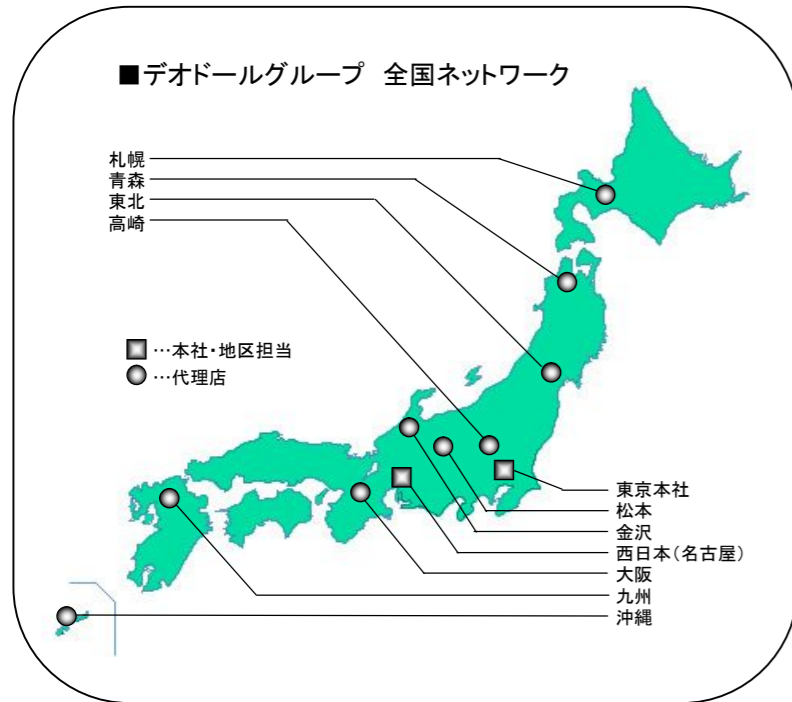 ■デオドールグループ 全国ネットワーク
札幌
青森
東北
高崎
…本社・地区担当
…代理店
東京本社
松本
金沢
西日本(名古屋)
大阪
九州
沖縄